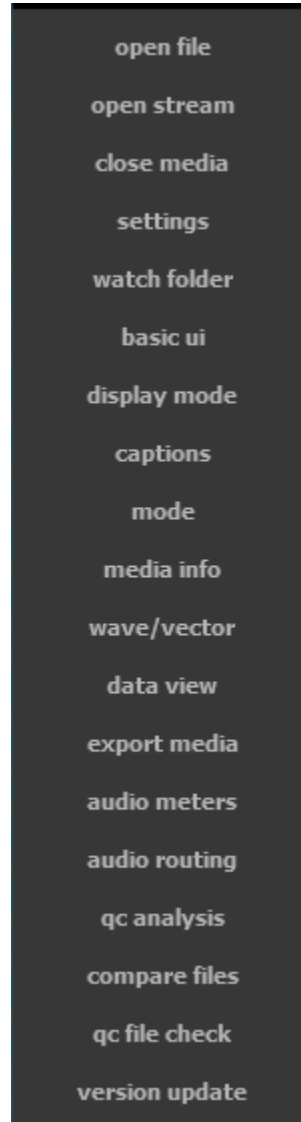 open file
open stream
close media
settings
watch folder
basic ui
display mode
captions
mode
media info
wave/vector
data view
export media
audio meters
audio routing
qc analysis
compare files
qc file check
version update